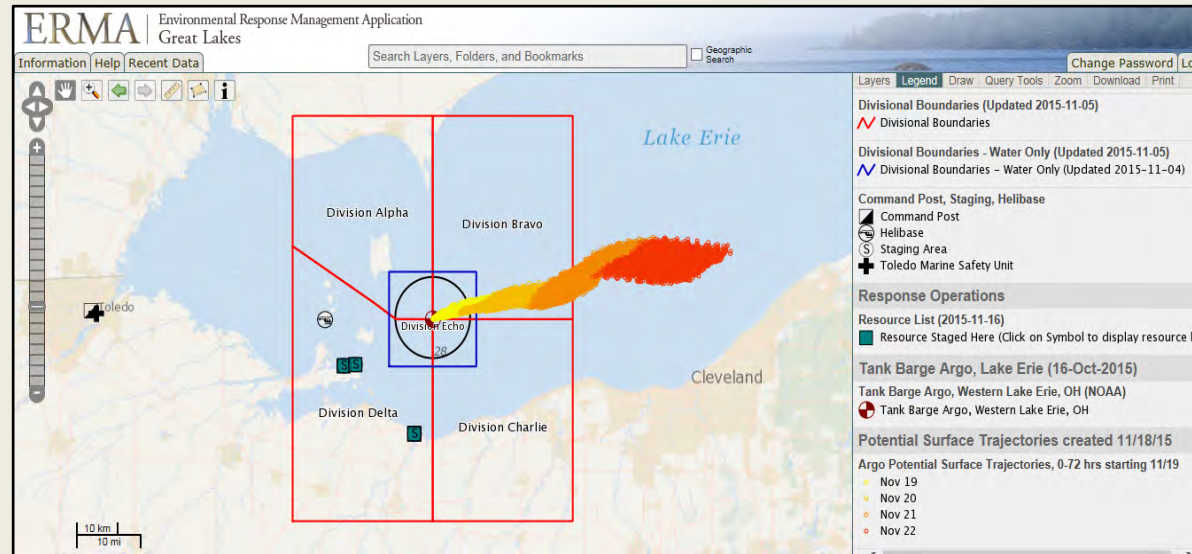 ERMA
Environmental Response Management Application
Great Lakes
Search Layers, Folders, and Bookmarks
Geographic
Search
Information
Help
Recent Data
Change Password
Layers
Legend
Draw
Query Tools
Zoom
Download
Print
Lake Erie
Division Alpha
Division Bravo
Toledo
Division Echo
28
Cleveland
Division Delta
Division Charlie
S
S
S
10 km
10 mi
Divisional Boundaries (Updated 2015-11-05)
Divisional Boundaries
Divisional Boundaries - Water Only (Updated 2015-11-05)
Divisional Boundaries – Water Only (Updated 2015–11–04)
Command Post, Staging, Helibase
Command Post
Helibase
S Staging Area
Toledo Marine Safety Unit
Response Operations
Resource List (2015-11-16)
Resource Staged Here (Click on Symbol to display resource
Tank Barge Argo, Lake Erie (16-Oct-2015)
Tank Barge Argo, Western Lake Erie, OH (NOAA)
Tank Barge Argo, Western Lake Erie, OH
Potential Surface Trajectories created 11/18/15
Argo Potential Surface Trajectories, 0-72 hrs starting 11/19
Nov 19
Nov 20
Nov 21
Nov 22